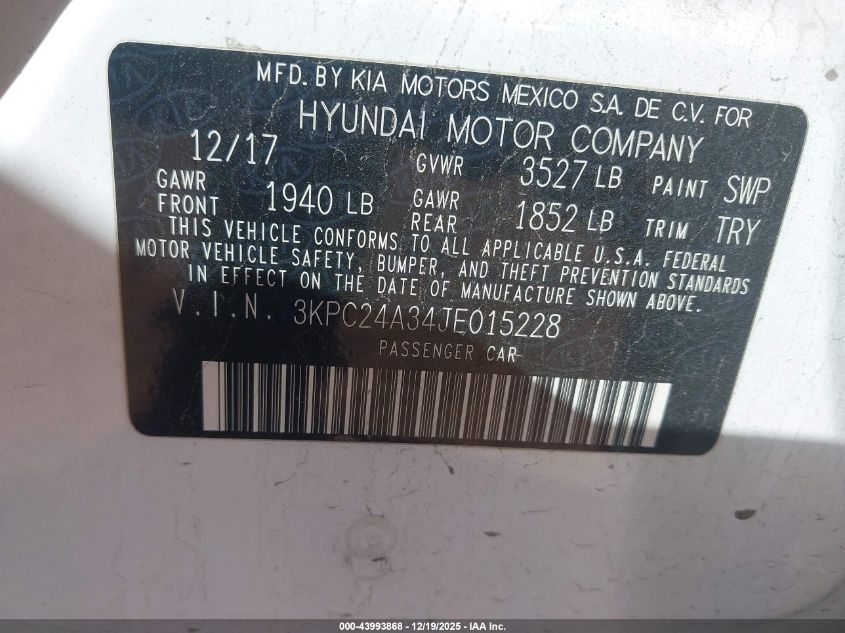 MFD. BY KIA MOTORS MEXICO S.A. DE C.V. FOR
HYUNDAI MOTOR COMPANY
12/17 GVWR 3527 LB PAINT SWP
GAWR FRONT 1940 LB GAWR REAR 1852 LB TRIM TRY
THIS VEHICLE CONFORMS TO ALL APPLICABLE U.S.A. FEDERAL
MOTOR VEHICLE SAFETY, BUMPER, AND THEFT PREVENTION STANDARDS
IN EFFECT ON THE DATE OF MANUFACTURE SHOWN ABOVE.
V.I.N. 3KPC24A34JE015228
PASSENGER CAR
000-43993868 - 12/19/2025 - IAA Inc.